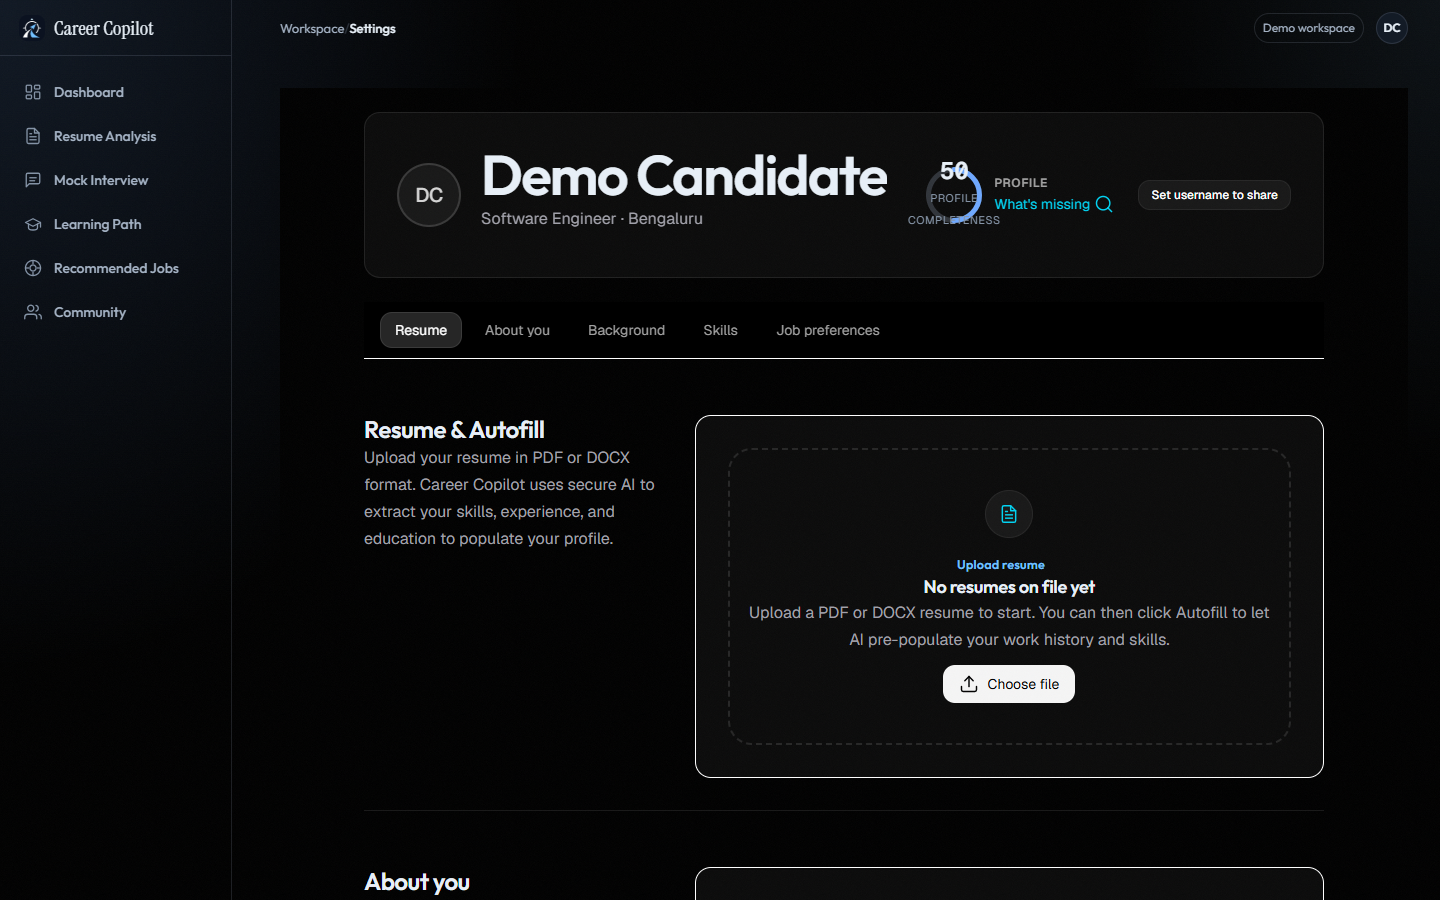 Career Copilot
Workspace/Settings
Demo workspace
DC
Dashboard
Resume Analysis
Mock Interview
Learning Path
Recommended Jobs
Community
DC
Demo Candidate
Software Engineer · Bengaluru
50
PROFILE
COMPLETENESS
PROFILE
What's missing
Set username to share
Resume
About you
Background
Skills
Job preferences
Resume & Autofill
Upload your resume in PDF or DOCX
format. Career Copilot uses secure AI to
extract your skills, experience, and
education to populate your profile.
Upload resume
No resumes on file yet
Upload a PDF or DOCX resume to start. You can then click Autofill to let
AI pre-populate your work history and skills.
Choose file
About you